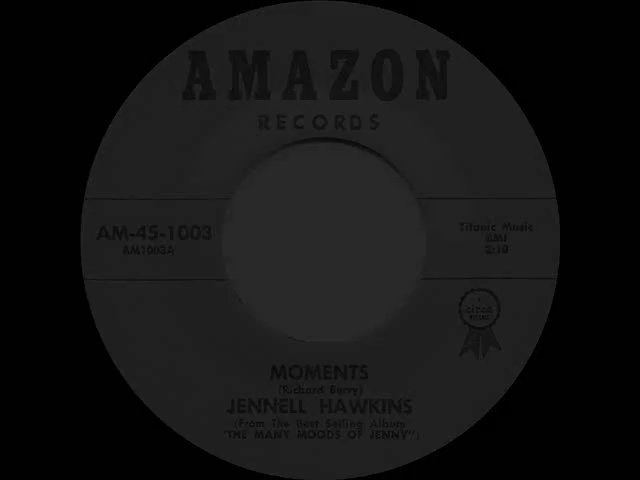 AMAZON
RECORDS
AM-45-1003
AM1003A
Titanic Music
BMI
2:10
MOMENTS
(Richard Berry)
JENNELL HAWKINS
(From The Best Selling Album
"THE MANY MOODS OF JENNY")